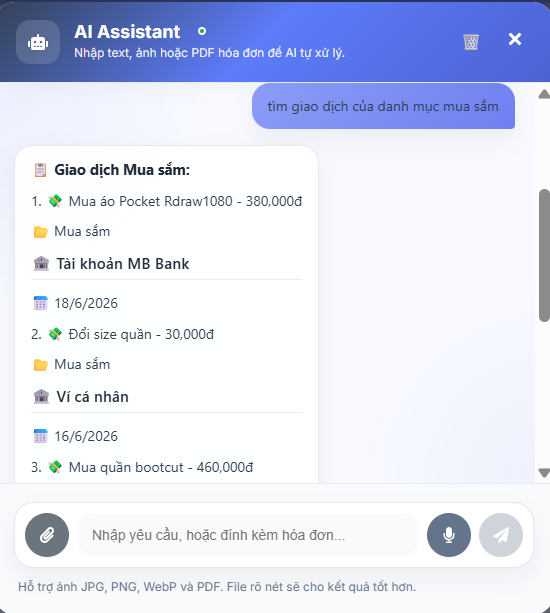 AI Assistant
Nhập text, ảnh hoặc PDF hóa đơn để AI tự xử lý.
tìm giao dịch của danh mục mua sắm
Giao dịch Mua sắm:
1. Mua áo Pocket Rdraw1080 - 380,000đ
Mua sắm
Tài khoản MB Bank
18/6/2026
2. Đổi size quần - 30,000đ
Mua sắm
Ví cá nhân
16/6/2026
3. Mua quần bootcut - 460,000đ
Nhập yêu cầu, hoặc đính kèm hóa đơn...
Hỗ trợ ảnh JPG, PNG, WebP và PDF. File rõ nét sẽ cho kết quả tốt hơn.